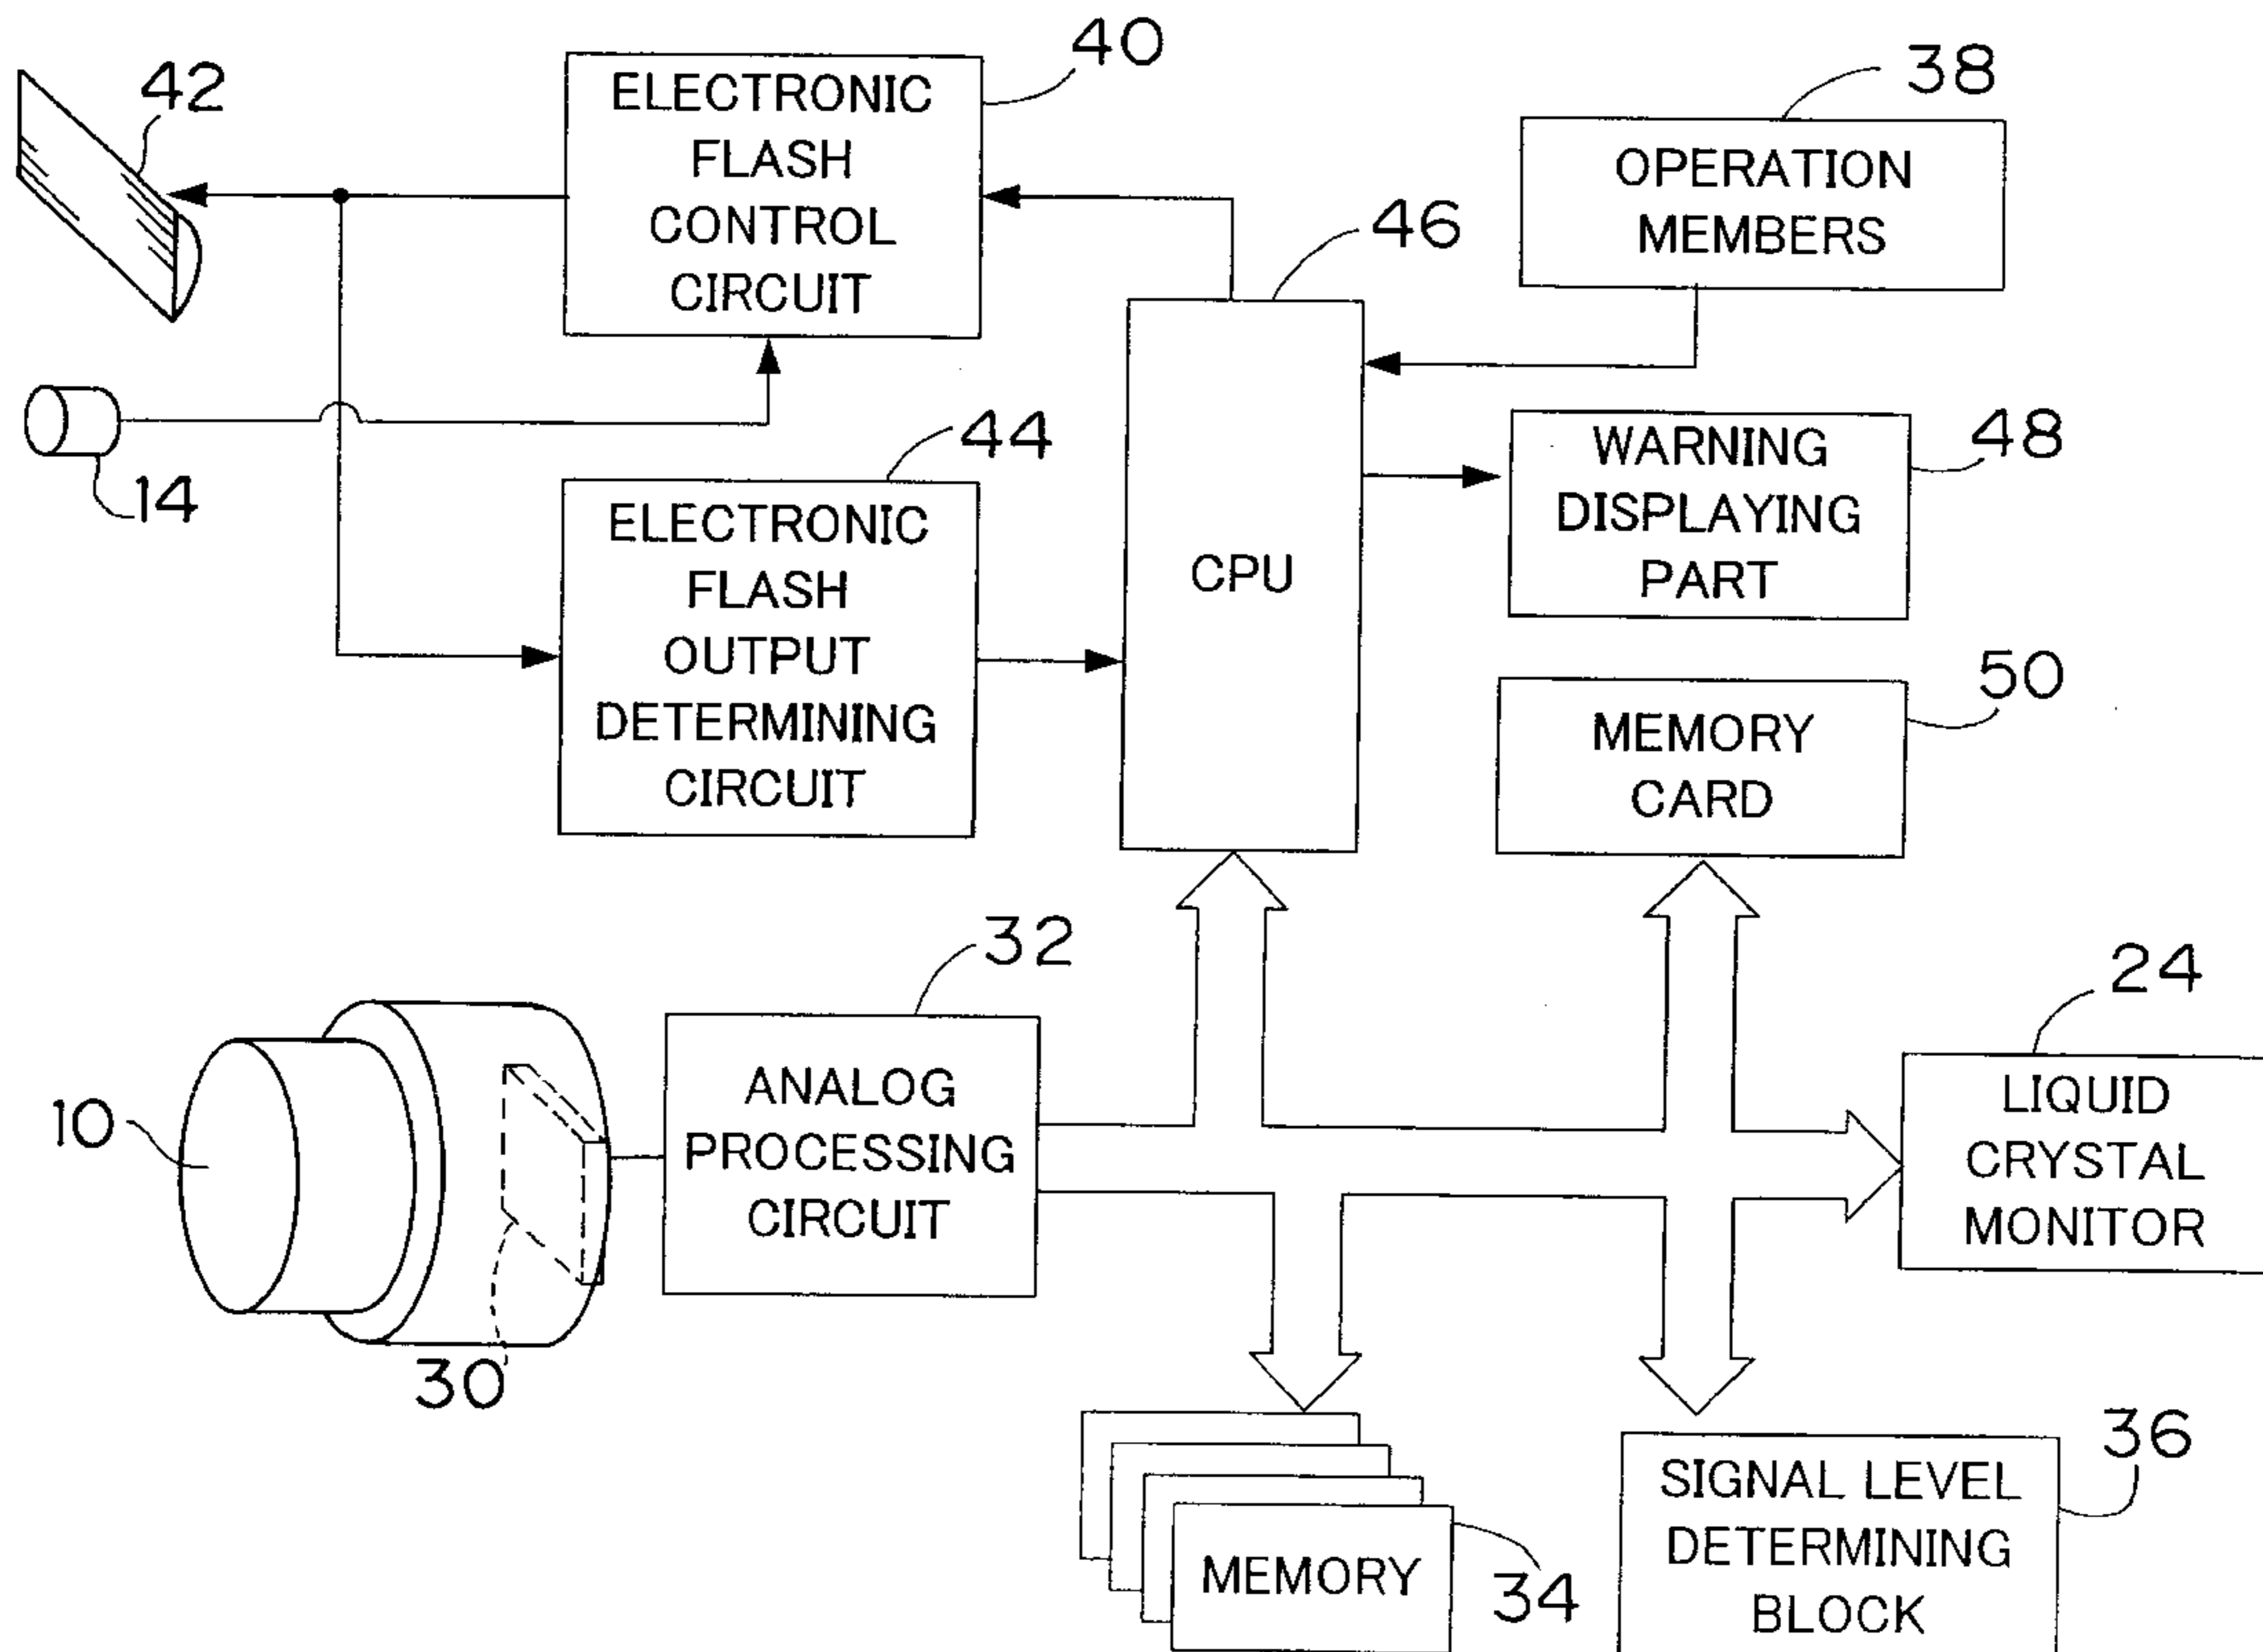 42
ELECTRONIC
FLASH
CONTROL
CIRCUIT
40
38
OPERATION
MEMBERS
46
14
44
ELECTRONIC
FLASH
OUTPUT
DETERMINING
CIRCUIT
CPU
WARNING
DISPLAYING
PART
48
50
MEMORY
CARD
32
10
30
ANALOG
PROCESSING
CIRCUIT
24
LIQUID
CRYSTAL
MONITOR
MEMORY
34
36
SIGNAL LEVEL
DETERMINING
BLOCK